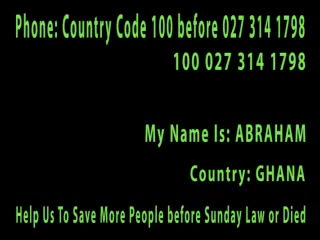 Phone: Country Code 100 before 027 314 1798
100 027 314 1798
My Name Is: ABRAHAM
Country: GHANA
Help Us To Save More People before Sunday Law or Died